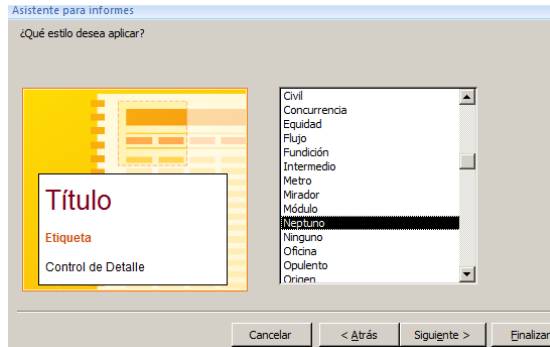 Asistente para informes
¿Qué estilo desea aplicar?
Título
Etiqueta
Control de Detalle
Civil
Concurrencia
Equidad
Flujo
Fundición
Intermedio
Metro
Mirador
Módulo
Neptuno
Ninguno
Oficina
Opulento
Origen
Cancelar
< Atrás
Siguiente >
Finalizar